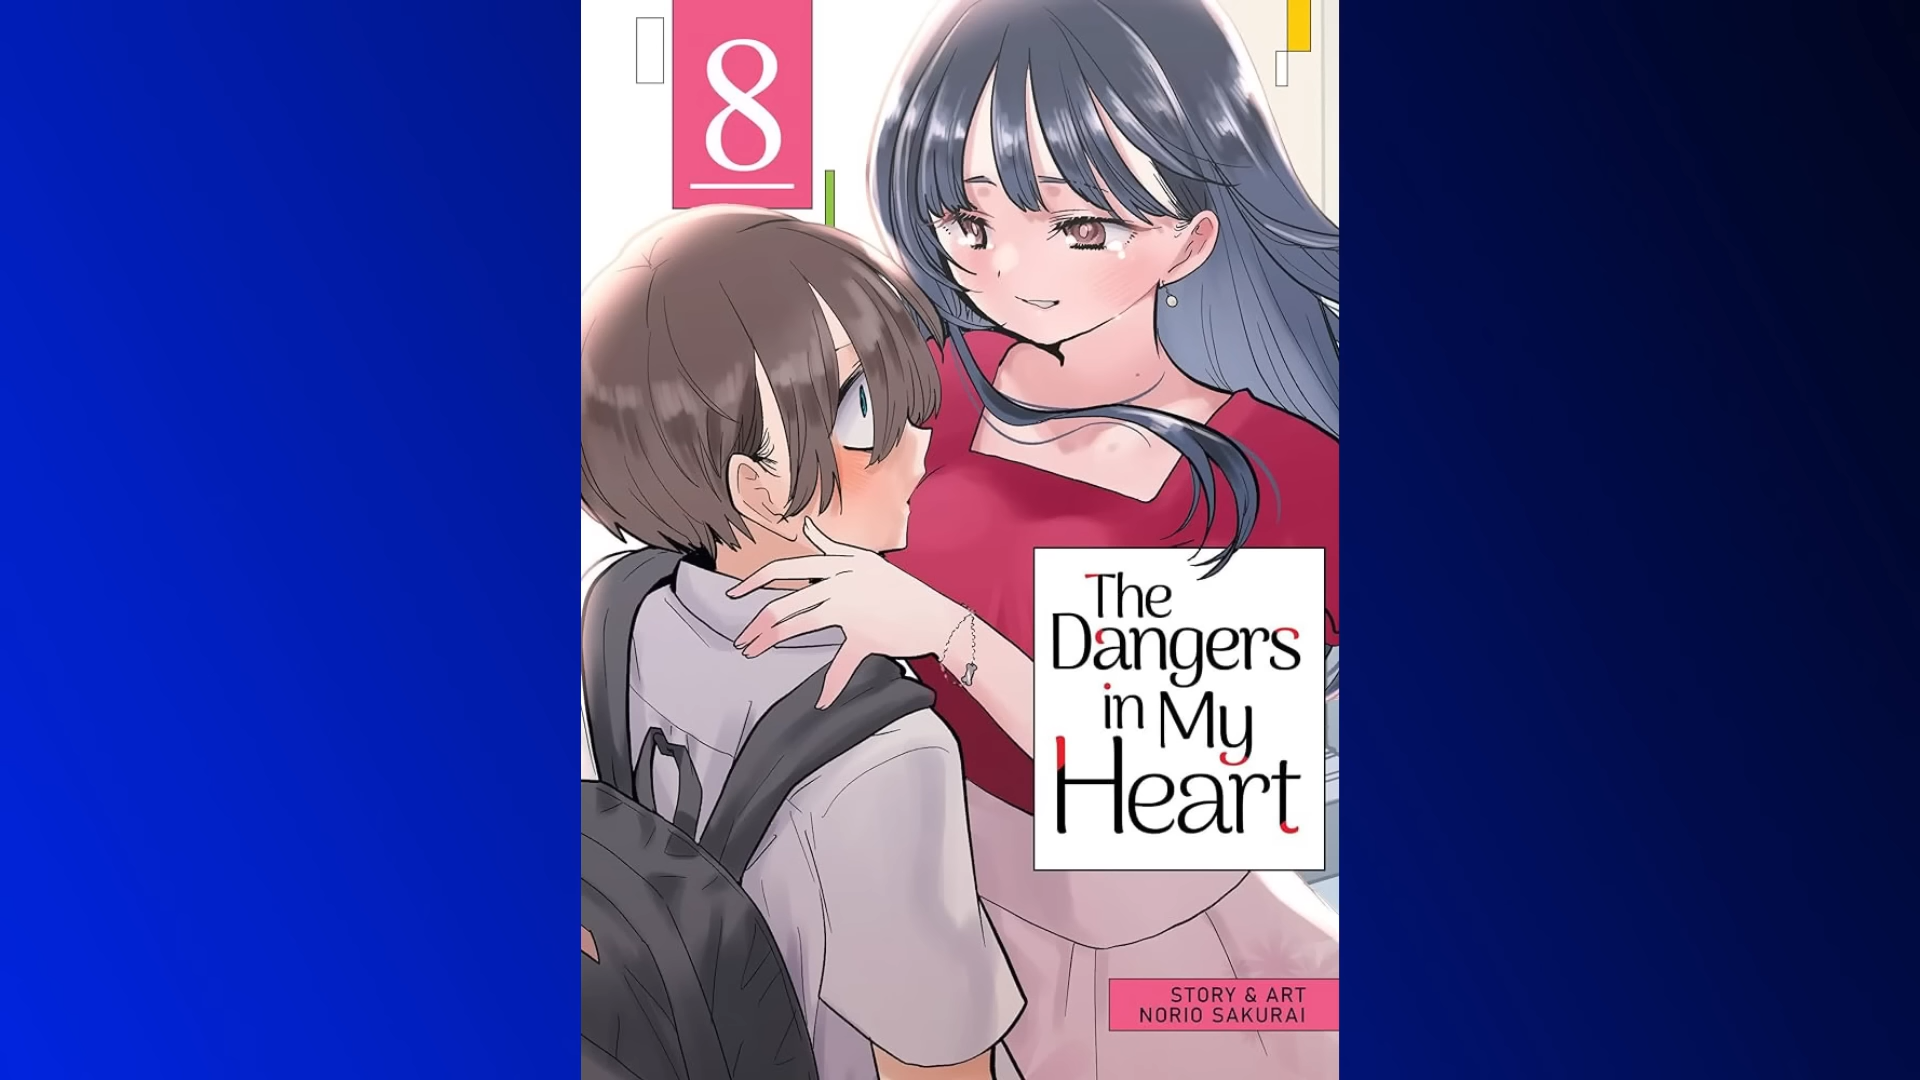 8
The
Dangers
in My
Heart
STORY & ART
NORIO SAKURAI